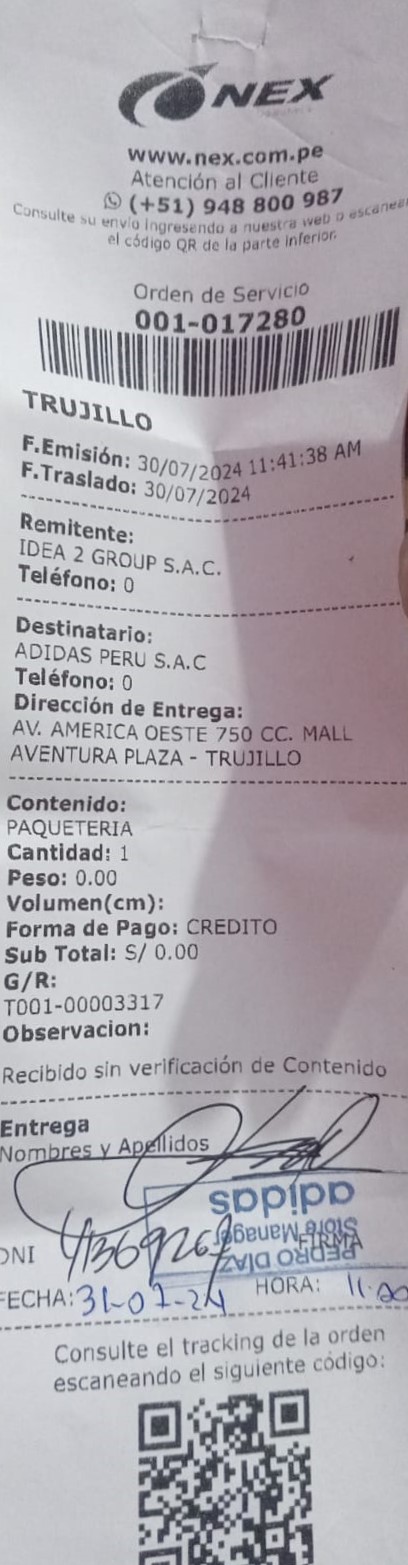 NEX
www.nex.com.pe
Atención al Cliente
(+51) 948 800 987
Consulte su envío ingresando a nuestra web o escanee
el código QR de la parte inferior.
Orden de Servicio
001-017280
TRUJILLO
F.Emisión: 30/07/2024 11:41:38 AM
F.Traslado: 30/07/2024
Remitente:
IDEA 2 GROUP S.A.C.
Teléfono: 0
Destinatario:
ADIDAS PERU S.A.C
Teléfono: 0
Dirección de Entrega:
AV. AMERICA OESTE 750 CC. MALL
AVENTURA PLAZA - TRUJILLO
Contenido:
PAQUETERIA
Cantidad: 1
Peso: 0.00
Volumen(cm):
Forma de Pago: CREDITO
Sub Total: S/ 0.00
G/R:
T001-00003317
Observacion:
Recibido sin verificación de Contenido
Entrega
Nombres y Apellidos
adidas
Store Manager
PEDRO DIAZ
DNI
FIRMA
FECHA: 31-07-24 HORA: 11:00
Consulte el tracking de la orden
escaneando el siguiente código: